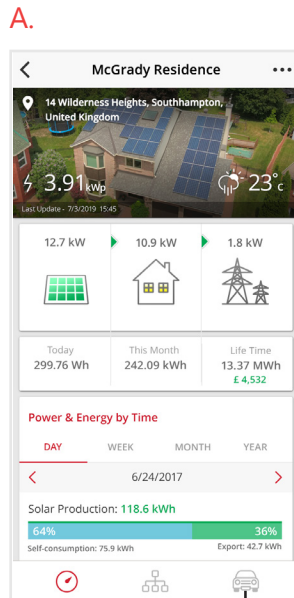 A.
McGrady Residence
14 Wilderness Heights, Southhampton,
United Kingdom
3.91kWp
23°c
Last Update - 7/3/2019 15:45
12.7 kW
10.9 kW
1.8 kW
Today
This Month
Life Time
299.76 Wh
242.09 kWh
13.37 MWh
£ 4,532
Power & Energy by Time
DAY
WEEK
MONTH
YEAR
6/24/2017
Solar Production: 118.6 kWh
64%
36%
Self-consumption: 75.9 kWh
Export: 42.7 kWh